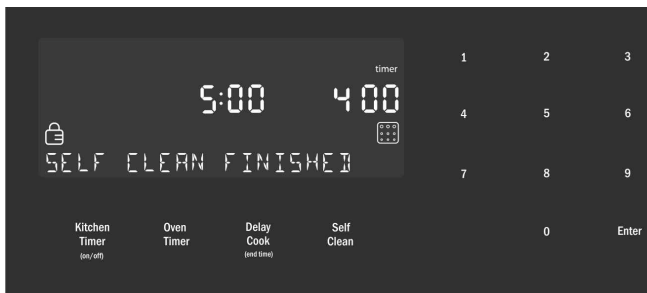 timer
5:00 400
SELF CLEAN FINISHED
1 2 3
4 5 6
7 8 9
0 Enter
Kitchen
Timer
(on/off)
Oven
Timer
Delay
Cook
(end time)
Self
Clean